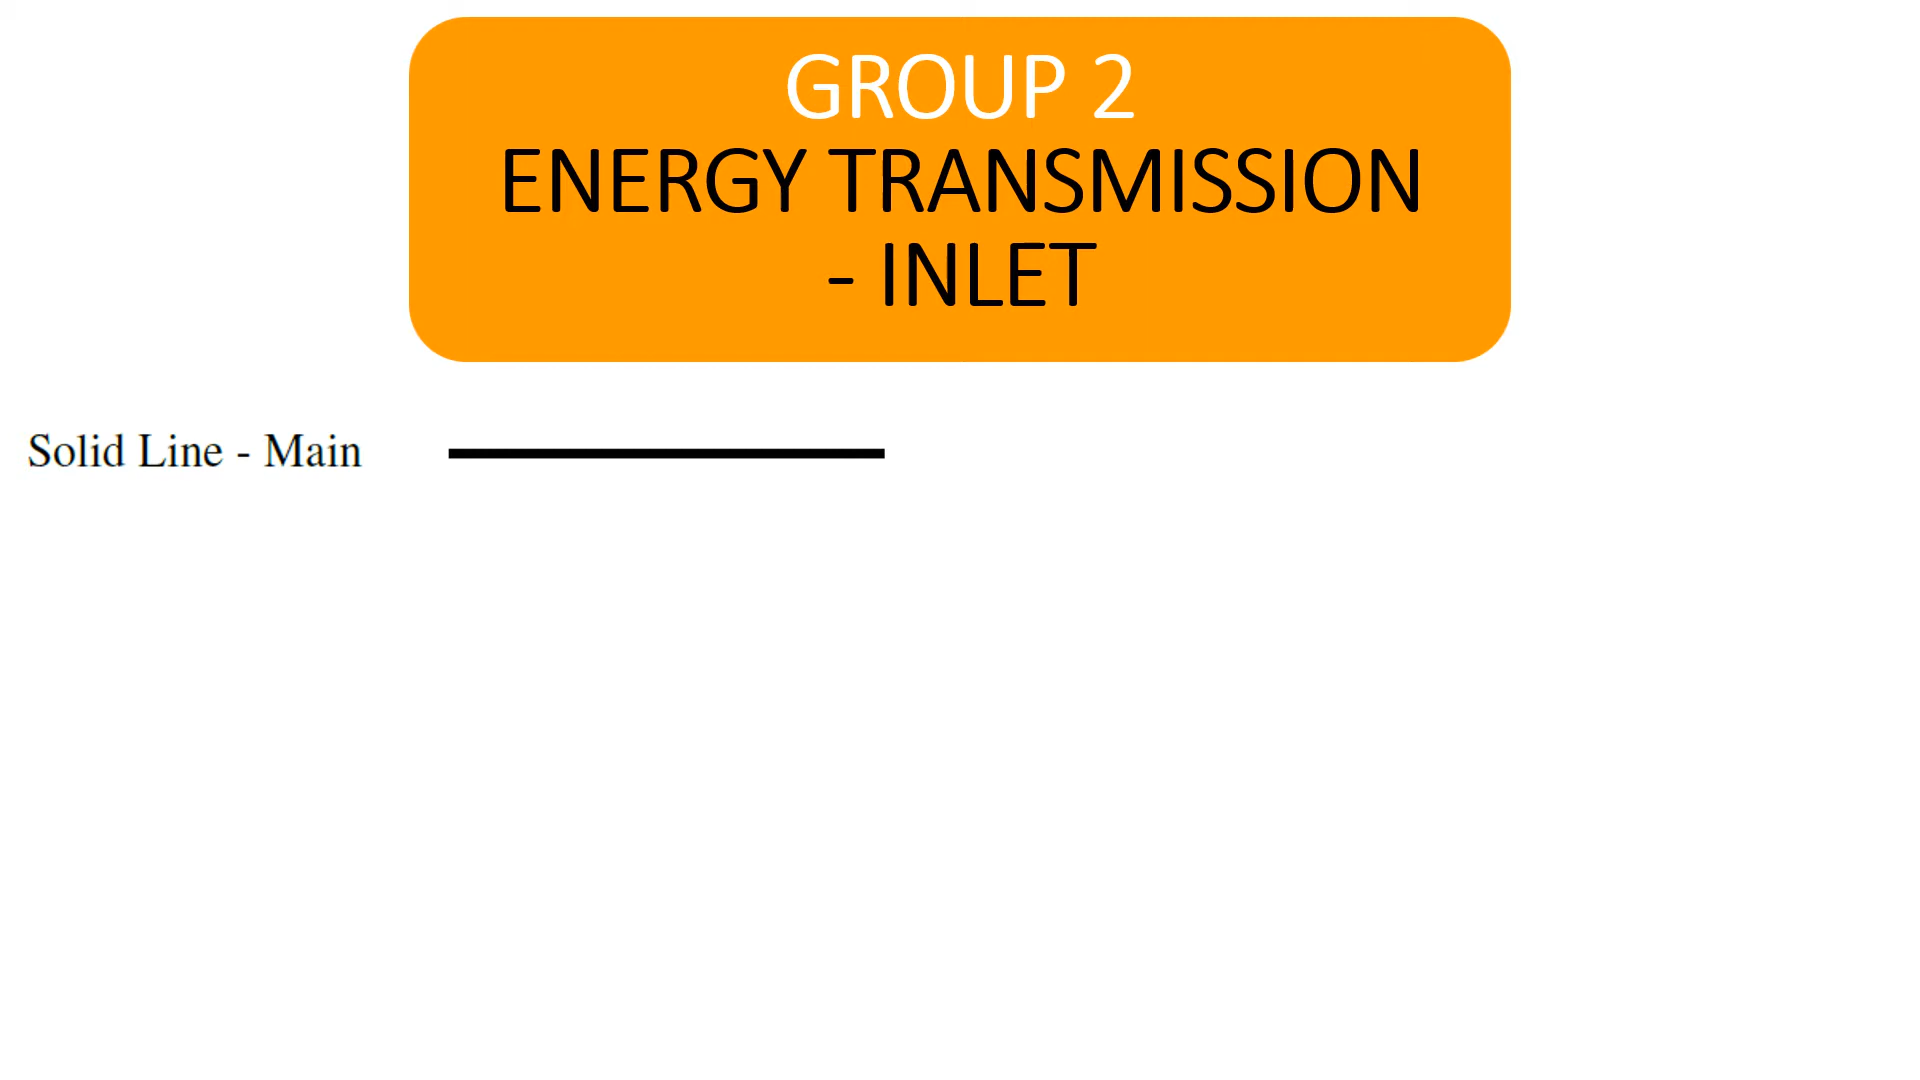 GROUP 2
ENERGY TRANSMISSION
- INLET
Solid Line - Main